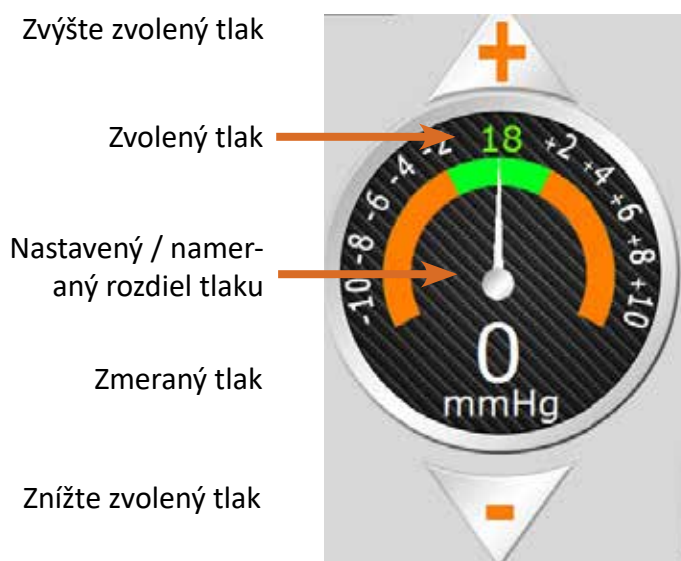 Zvýšte zvolený tlak
+
Zvolený tlak
18
-2
+2
-4
+4
-6
+6
-8
+8
-10
+10
Nastavený / namer-
aný rozdiel tlaku
Zmeraný tlak
0
mmHg
Znížte zvolený tlak
-